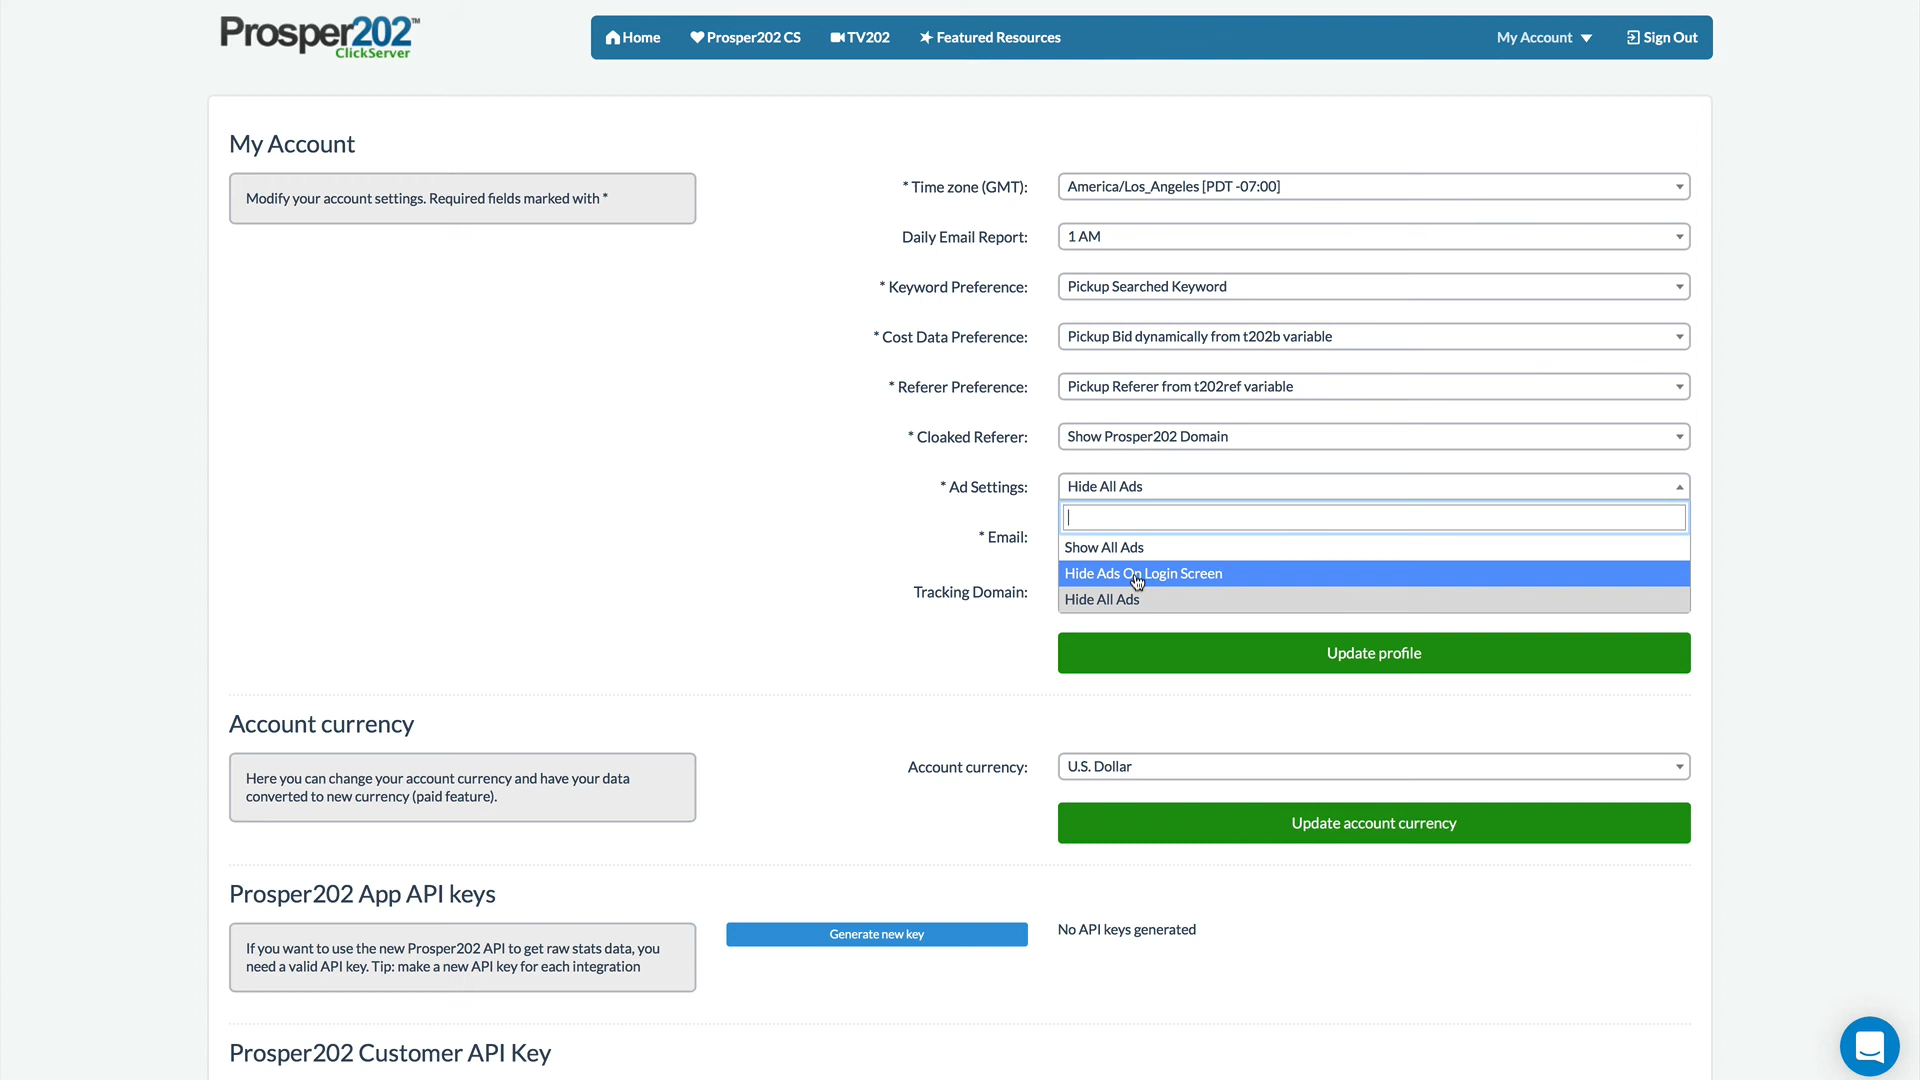 Prosper202™
ClickServer
Home
Prosper202 CS
TV202
Featured Resources
My Account
Sign Out
My Account
Modify your account settings. Required fields marked with *
* Time zone (GMT):
America/Los_Angeles [PDT -07:00]
Daily Email Report:
1 AM
* Keyword Preference:
Pickup Searched Keyword
* Cost Data Preference:
Pickup Bid dynamically from t202b variable
* Referer Preference:
Pickup Referer from t202ref variable
* Cloaked Referer:
Show Prosper202 Domain
* Ad Settings:
Hide All Ads
Show All Ads
* Email:
Hide Ads On Login Screen
Tracking Domain:
Hide All Ads
Update profile
Account currency
Here you can change your account currency and have your data
converted to new currency (paid feature).
Account currency:
U.S. Dollar
Update account currency
Prosper202 App API keys
If you want to use the new Prosper202 API to get raw stats data, you
need a valid API key. Tip: make a new API key for each integration
Generate new key
No API keys generated
Prosper202 Customer API Key